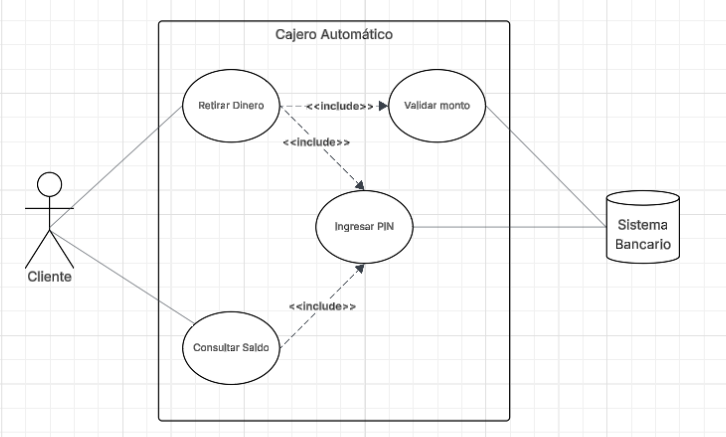 Cajero Automático
Retirar Dinero
<<include>>
Validar monto
<<include>>
Ingresar PIN
Sistema
Bancario
Cliente
<<include>>
Consultar Saldo